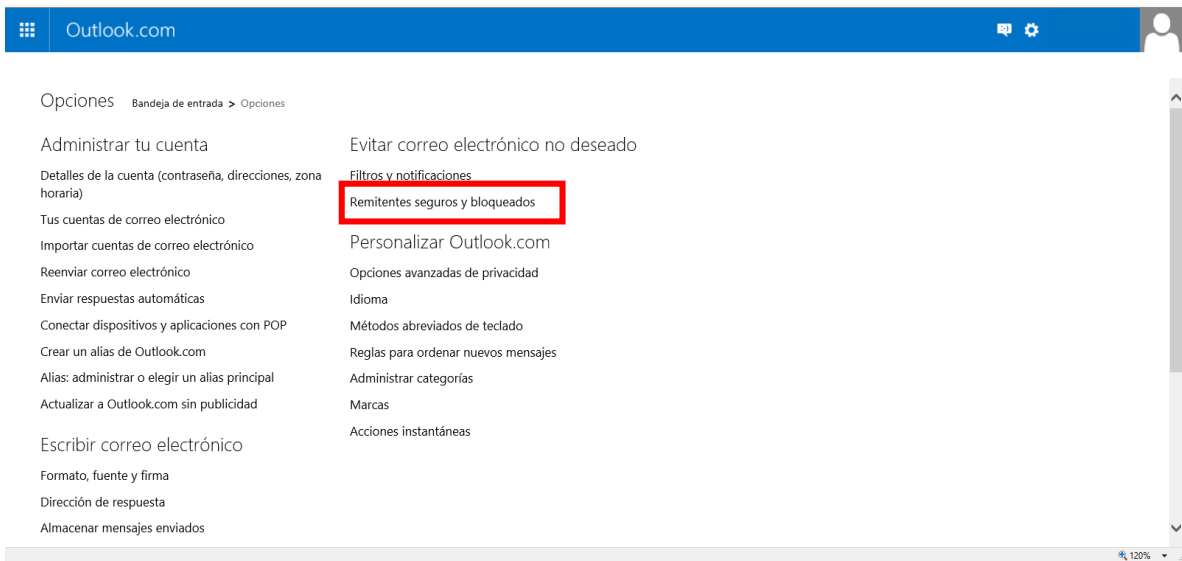 Outlook.com
Opciones Bandeja de entrada > Opciones
Administrar tu cuenta
Detalles de la cuenta (contraseña, direcciones, zona
horaria)
Tus cuentas de correo electrónico
Importar cuentas de correo electrónico
Reenviar correo electrónico
Enviar respuestas automáticas
Conectar dispositivos y aplicaciones con POP
Crear un alias de Outlook.com
Alias: administrar o elegir un alias principal
Actualizar a Outlook.com sin publicidad
Escribir correo electrónico
Formato, fuente y firma
Dirección de respuesta
Almacenar mensajes enviados
Evitar correo electrónico no deseado
Filtros y notificaciones
Remitentes seguros y bloqueados
Personalizar Outlook.com
Opciones avanzadas de privacidad
Idioma
Métodos abreviados de teclado
Reglas para ordenar nuevos mensajes
Administrar categorías
Marcas
Acciones instantáneas
120%